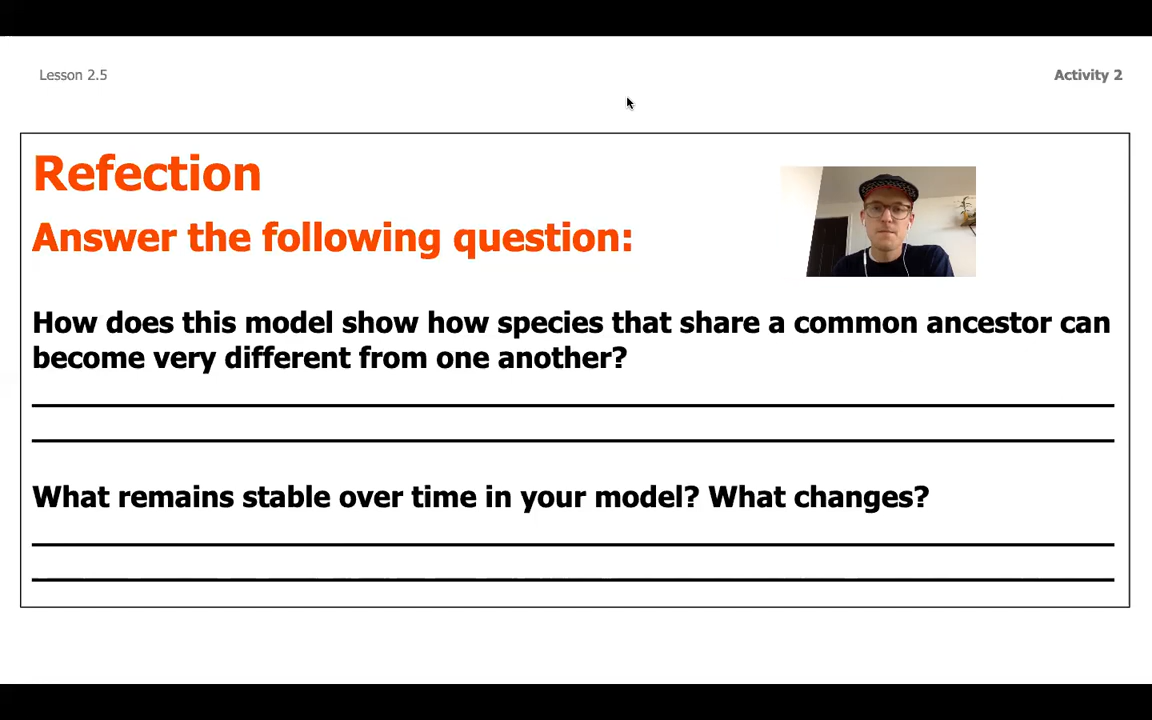 Lesson 2.5
Activity 2
Refection
Answer the following question:
How does this model show how species that share a common ancestor can
become very different from one another?
What remains stable over time in your model? What changes?